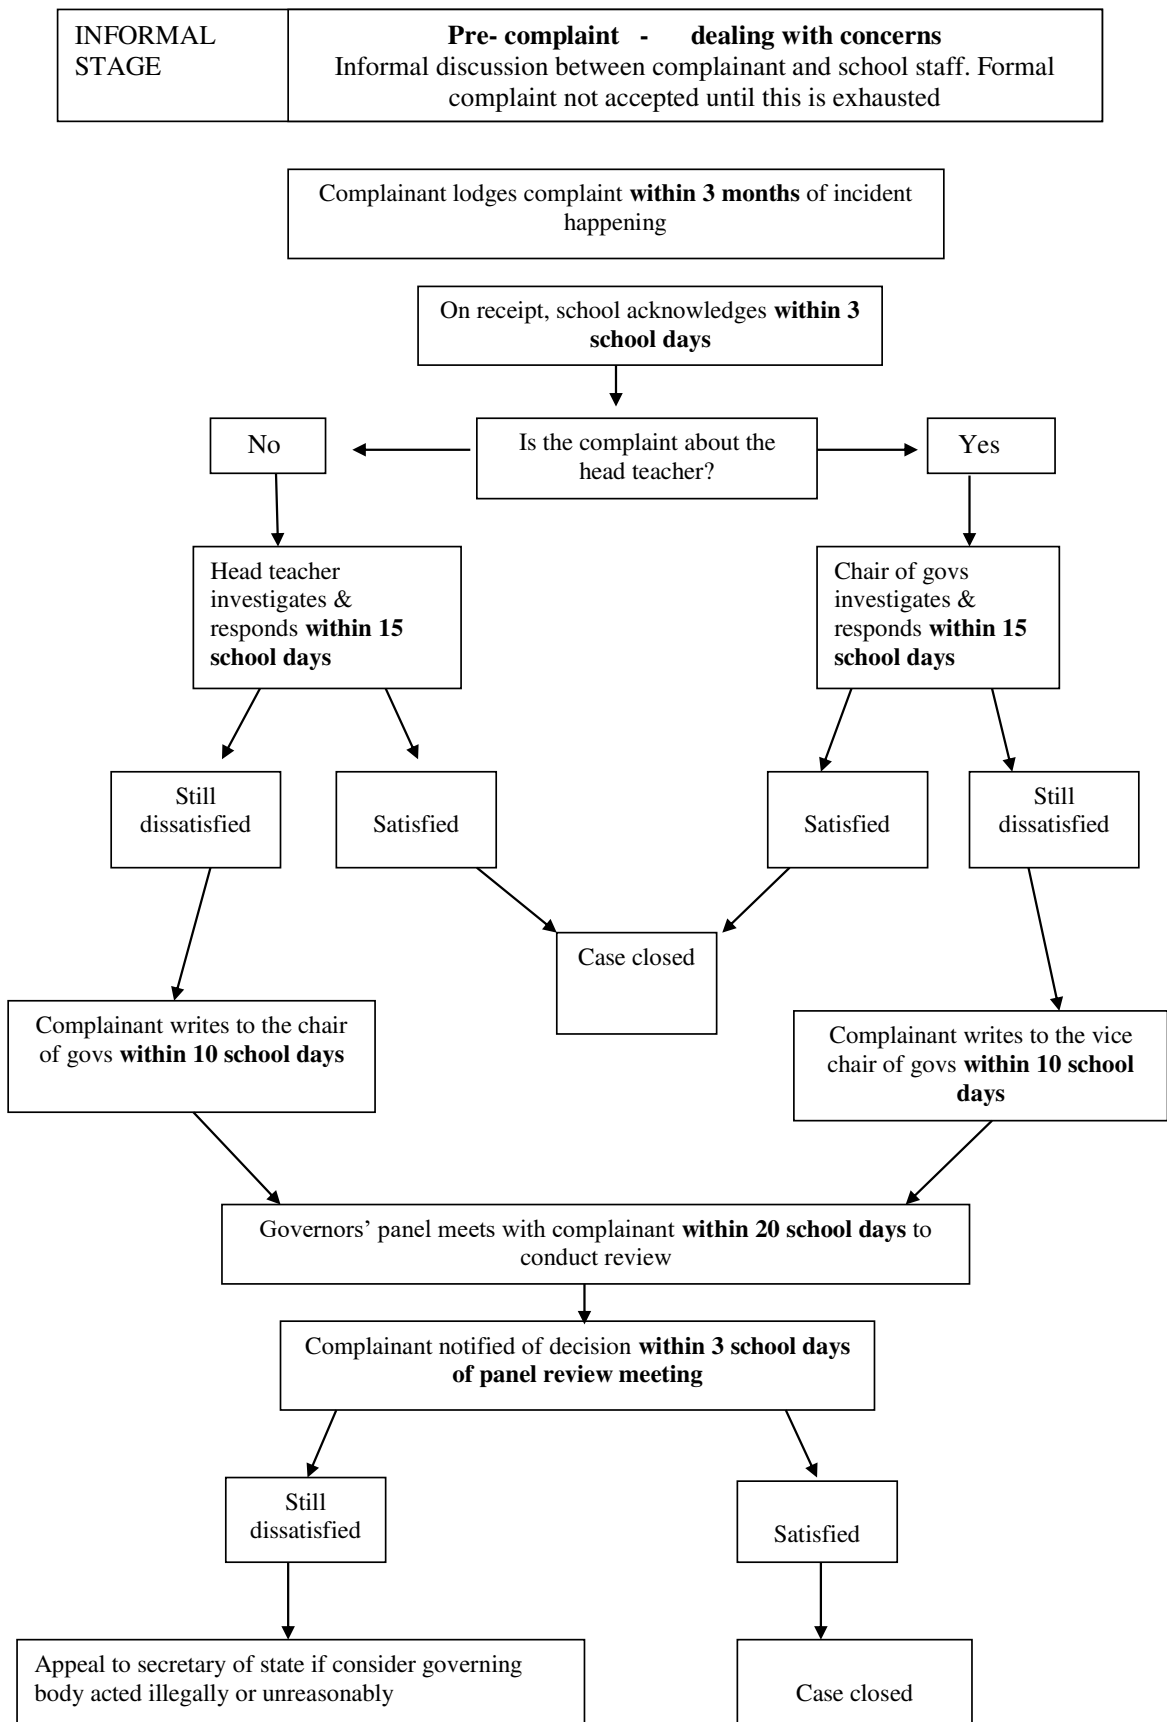 INFORMAL
STAGE
Pre- complaint - dealing with concerns
Informal discussion between complainant and school staff. Formal
complaint not accepted until this is exhausted
Complainant lodges complaint within 3 months of incident
happening
On receipt, school acknowledges within 3
school days
No
Is the complaint about the
head teacher?
Yes
Head teacher
investigates &
responds within 15
school days
Chair of govs
investigates &
responds within 15
school days
Still
dissatisfied
Satisfied
Satisfied
Still
dissatisfied
Case closed
Complainant writes to the chair
of govs within 10 school days
Complainant writes to the vice
chair of govs within 10 school
days
Governors’ panel meets with complainant within 20 school days to
conduct review
Complainant notified of decision within 3 school days
of panel review meeting
Still
dissatisfied
Satisfied
Appeal to secretary of state if consider governing
body acted illegally or unreasonably
Case closed